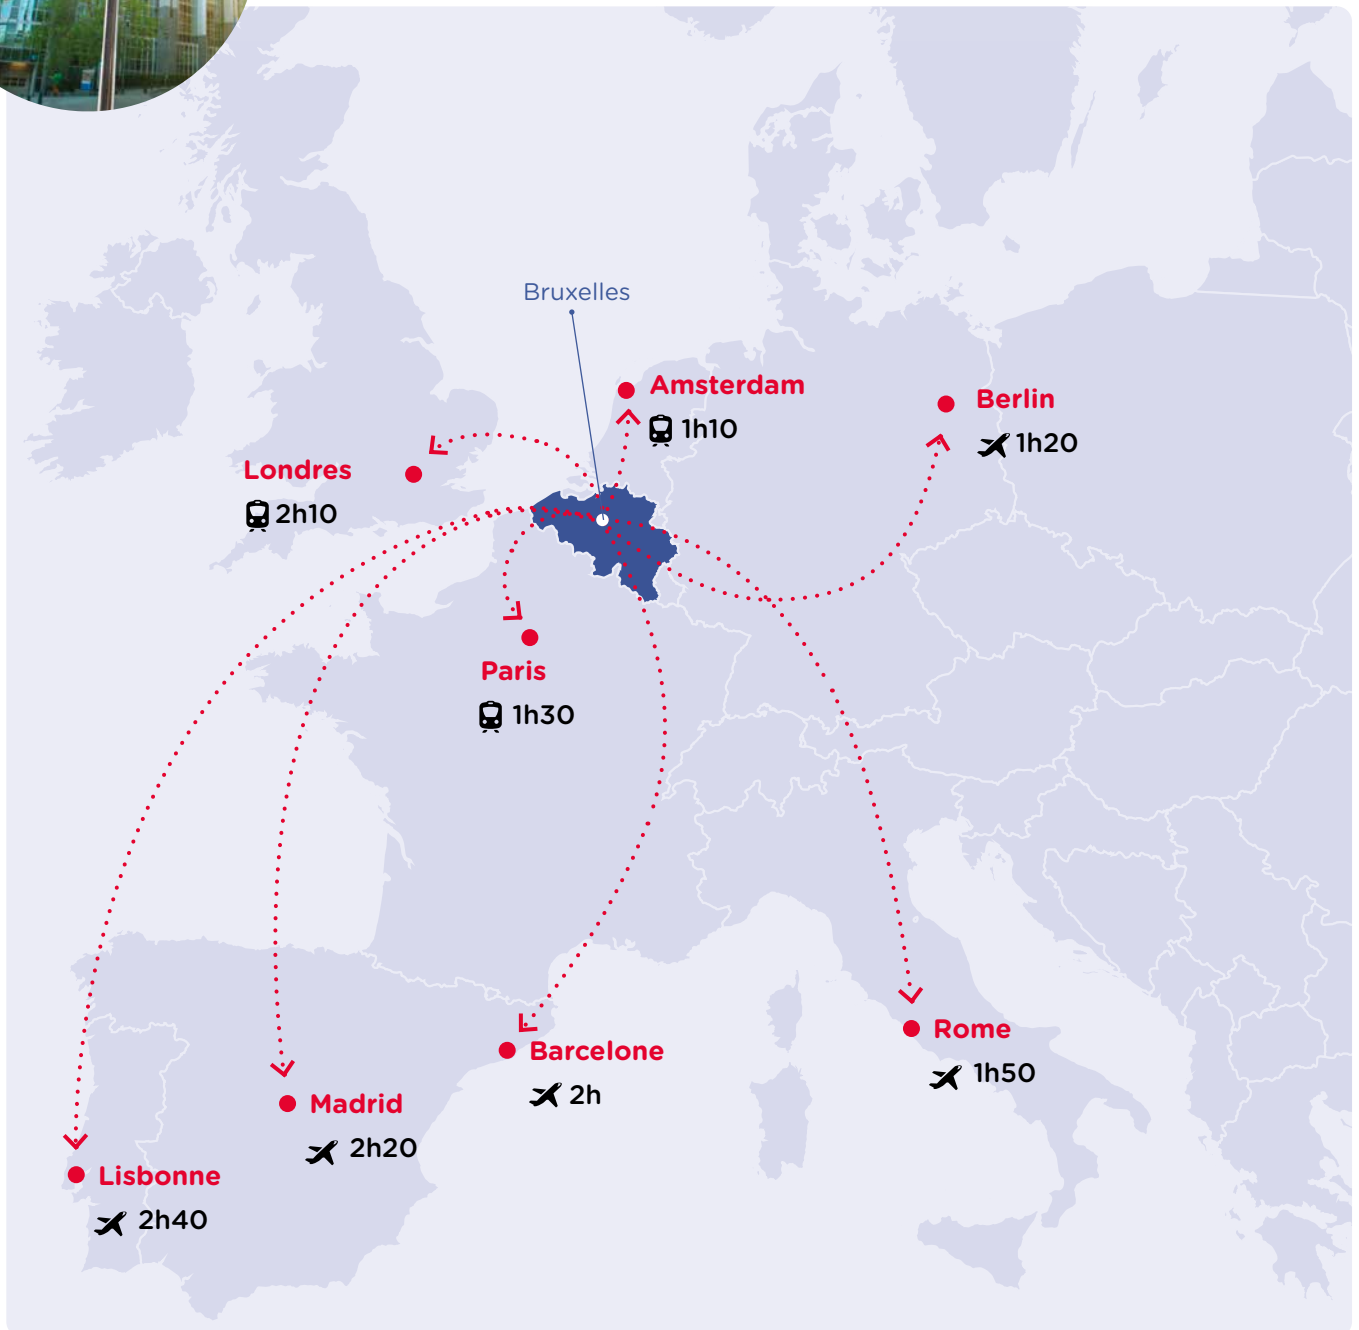 Bruxelles
Amsterdam
1h10
Berlin
1h20
Londres
2h10
Paris
1h30
Rome
1h50
Barcelone
2h
Madrid
2h20
Lisbonne
2h40